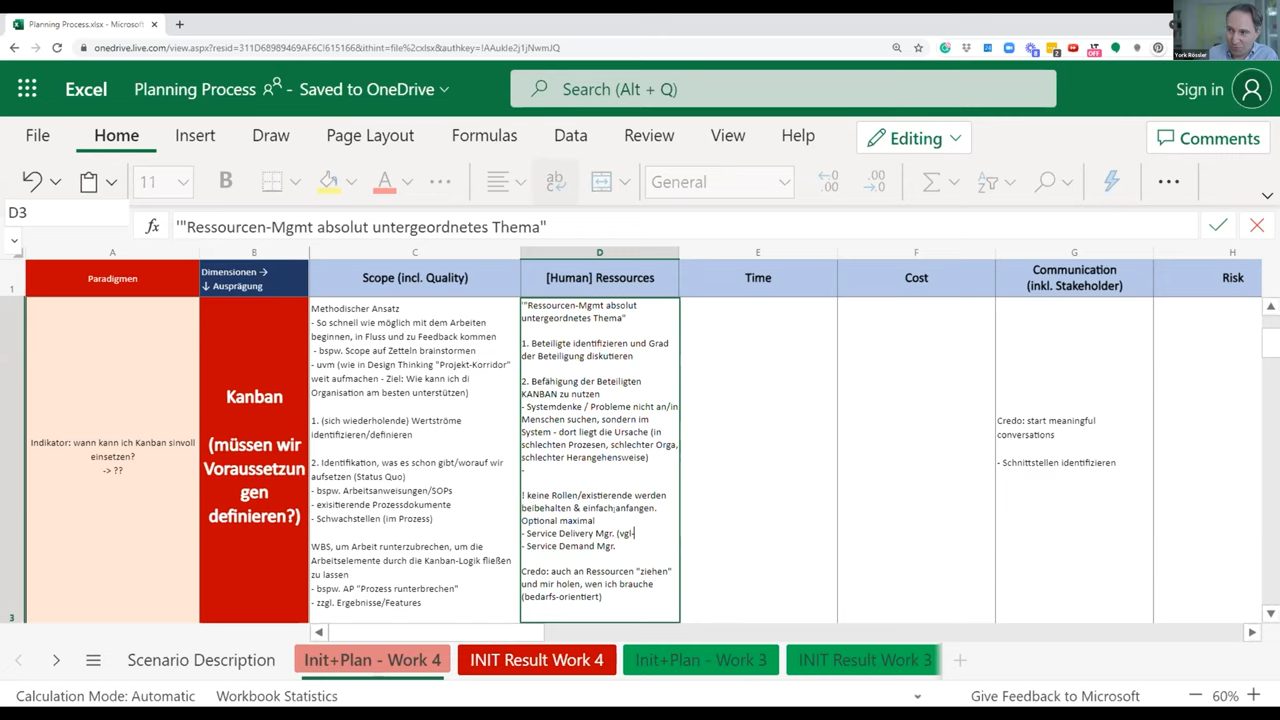 Planning Process.xlsx - Microsoft
onedrive.live.com/view.aspx?resid=311D68989469AF6C!615166&ithint=file%2cxlsx&authkey=!AAukIe2j1jNwmJQ
York Rössler
Excel
Planning Process - Saved to OneDrive
Search (Alt + Q)
Sign in
File Home Insert Draw Page Layout Formulas Data Review View Help
Editing
Comments
11
General
D3
'"Ressourcen-Mgmt absolut untergeordnetes Thema"
A B C D E F G H
1
Paradigmen
Dimensionen →
↓ Ausprägung
Scope (incl. Quality)
[Human] Ressources
Time
Cost
Communication
(inkl. Stakeholder)
Risk
3
Indikator: wann kann ich Kanban sinvoll
einsetzen?
-> ??
Kanban
(müssen wir
Voraussetzun
gen
definieren?)
Methodischer Ansatz
- So schnell wie möglich mit dem Arbeiten
beginnen, in Fluss und zu Feedback kommen
- bspw. Scope auf Zetteln brainstormen
- uvm (wie in Design Thinking "Projekt-Korridor"
weit aufmachen - Ziel: Wie kann ich di
Organisation am besten unterstützen)
1. (sich wiederholende) Wertströme
identifizieren/definieren
2. Identifikation, was es schon gibt/worauf wir
aufsetzen (Status Quo)
- bspw. Arbeitsanweisungen/SOPs
- exisitierende Prozessdokumente
- Schwachstellen (im Prozess)
WBS, um Arbeit runterzubrechen, um die
Arbeitselemente durch die Kanban-Logik fließen
zu lassen
- bspw. AP "Prozess runterbrechen"
- zzgl. Ergebnisse/Features
'"Ressourcen-Mgmt absolut
untergeordnetes Thema"
1. Beteiligte identifizieren und Grad
der Beteiligung diskutieren
2. Befähigung der Beteiligten
KANBAN zu nutzen
- Systemdenke / Probleme nicht an/in
Menschen suchen, sondern im
System - dort liegt die Ursache (in
schlechten Prozesen, schlechter Orga,
schlechter Herangehensweise)
-
! keine Rollen/existierende werden
beibehalten & einfach anfangen.
Optional maximal
- Service Delivery Mgr. (vgl-
- Service Demand Mgr.
Credo: auch an Ressourcen "ziehen"
und mir holen, wen ich brauche
(bedarfs-orientiert)
Credo: start meaningful
conversations
- Schnittstellen identifizieren
Scenario Description
Init+Plan - Work 4
INIT Result Work 4
Init+Plan - Work 3
INIT Result Work 3
Calculation Mode: Automatic
Workbook Statistics
Give Feedback to Microsoft
60%